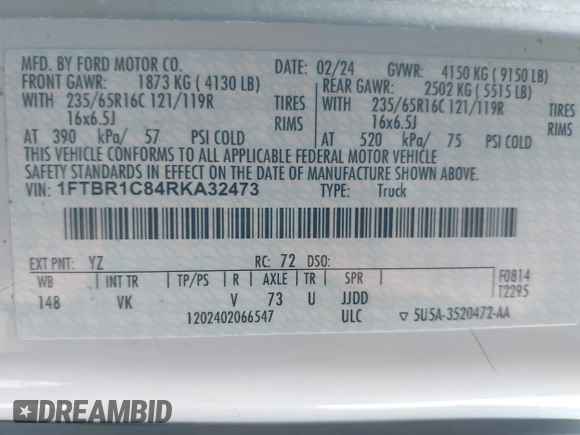 MFD. BY FORD MOTOR CO.
DATE: 02/24 GVWR: 4150 KG ( 9150 LB)
FRONT GAWR: 1873 KG ( 4130 LB)
REAR GAWR: 2502 KG ( 5515 LB)
WITH 235/65R16C 121/119R TIRES
WITH 235/65R16C 121/119R TIRES
16x6.5J RIMS
16x6.5J RIMS
AT 390 kPa/ 57 PSI COLD
AT 520 kPa/ 75 PSI COLD
THIS VEHICLE CONFORMS TO ALL APPLICABLE FEDERAL MOTOR VEHICLE
SAFETY STANDARDS IN EFFECT ON THE DATE OF MANUFACTURE SHOWN ABOVE.
VIN: 1FTBR1C84RKA32473 TYPE: Truck
EXT PNT: YZ RC: 72 DSO:
WB INT TR TP/PS R AXLE TR SPR
148 VK V 73 U JJDD
1202402066547 ULC
F0814
T2295
5U5A-3520472-AA
DREAMBID